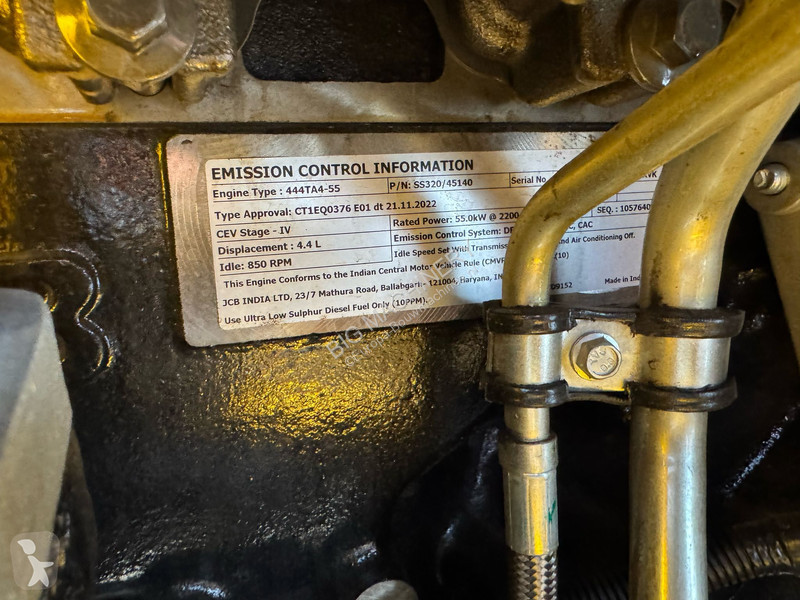 EMISSION CONTROL INFORMATION
Engine Type : 444TA4-55 P/N: SS320/45140 Serial No
Type Approval: CT1EQ0376 E01 dt 21.11.2022 SEQ. : 1057640
CEV Stage - IV Rated Power: 55.0kW @ 2200
Displacement : 4.4 L Emission Control System: CAC
Idle: 850 RPM Idle Speed Set With Air Conditioning Off.
This Engine Conforms to the Indian Central Motor Vehicle Rule (CMVR (10)
JCB INDIA LTD, 23/7 Mathura Road, Ballabgarh - 121004, Haryana, 09152 Made in
Use Ultra Low Sulphur Diesel Fuel Only (10PPM).